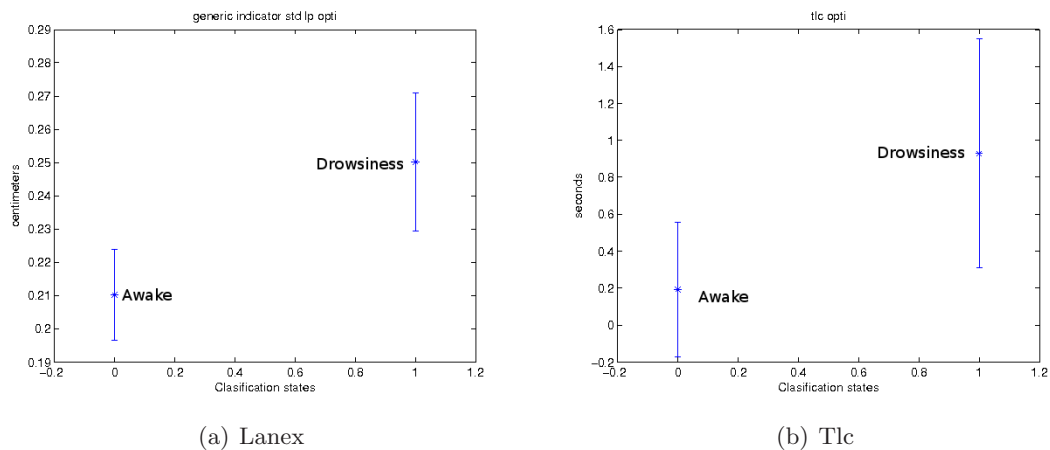 generic indicator std lp opti
0.29
0.28
0.27
0.26
0.25
0.24
0.23
0.22
0.21
0.2
0.19
centimeters
Drowsiness
Awake
−0.2 0 0.2 0.4 0.6 0.8 1 1.2
Clasification states
(a) Lanex
tlc opti
1.6
1.4
1.2
1
0.8
0.6
0.4
0.2
0
−0.2
seconds
Drowsiness
Awake
−0.2 0 0.2 0.4 0.6 0.8 1 1.2
Clasification states
(b) Tlc